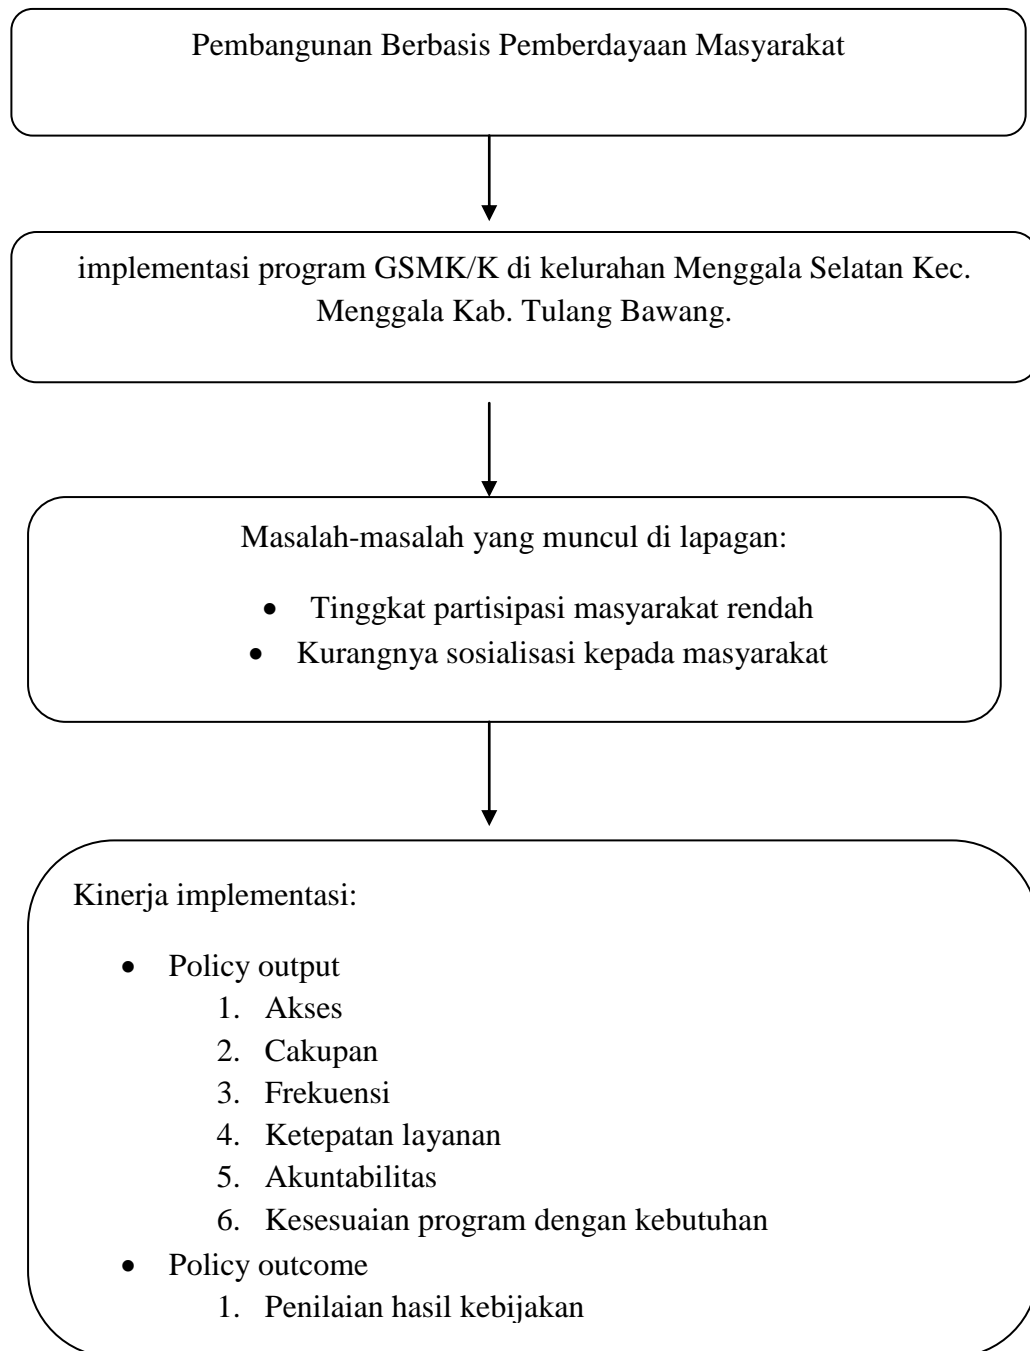 Pembangunan Berbasis Pemberdayaan Masyarakat
implementasi program GSMK/K di kelurahan Menggala Selatan Kec.
Menggala Kab. Tulang Bawang.
Masalah-masalah yang muncul di lapagan:
• Tinggkat partisipasi masyarakat rendah
• Kurangnya sosialisasi kepada masyarakat
Kinerja implementasi:
• Policy output
1. Akses
2. Cakupan
3. Frekuensi
4. Ketepatan layanan
5. Akuntabilitas
6. Kesesuaian program dengan kebutuhan
• Policy outcome
1. Penilaian hasil kebijakan